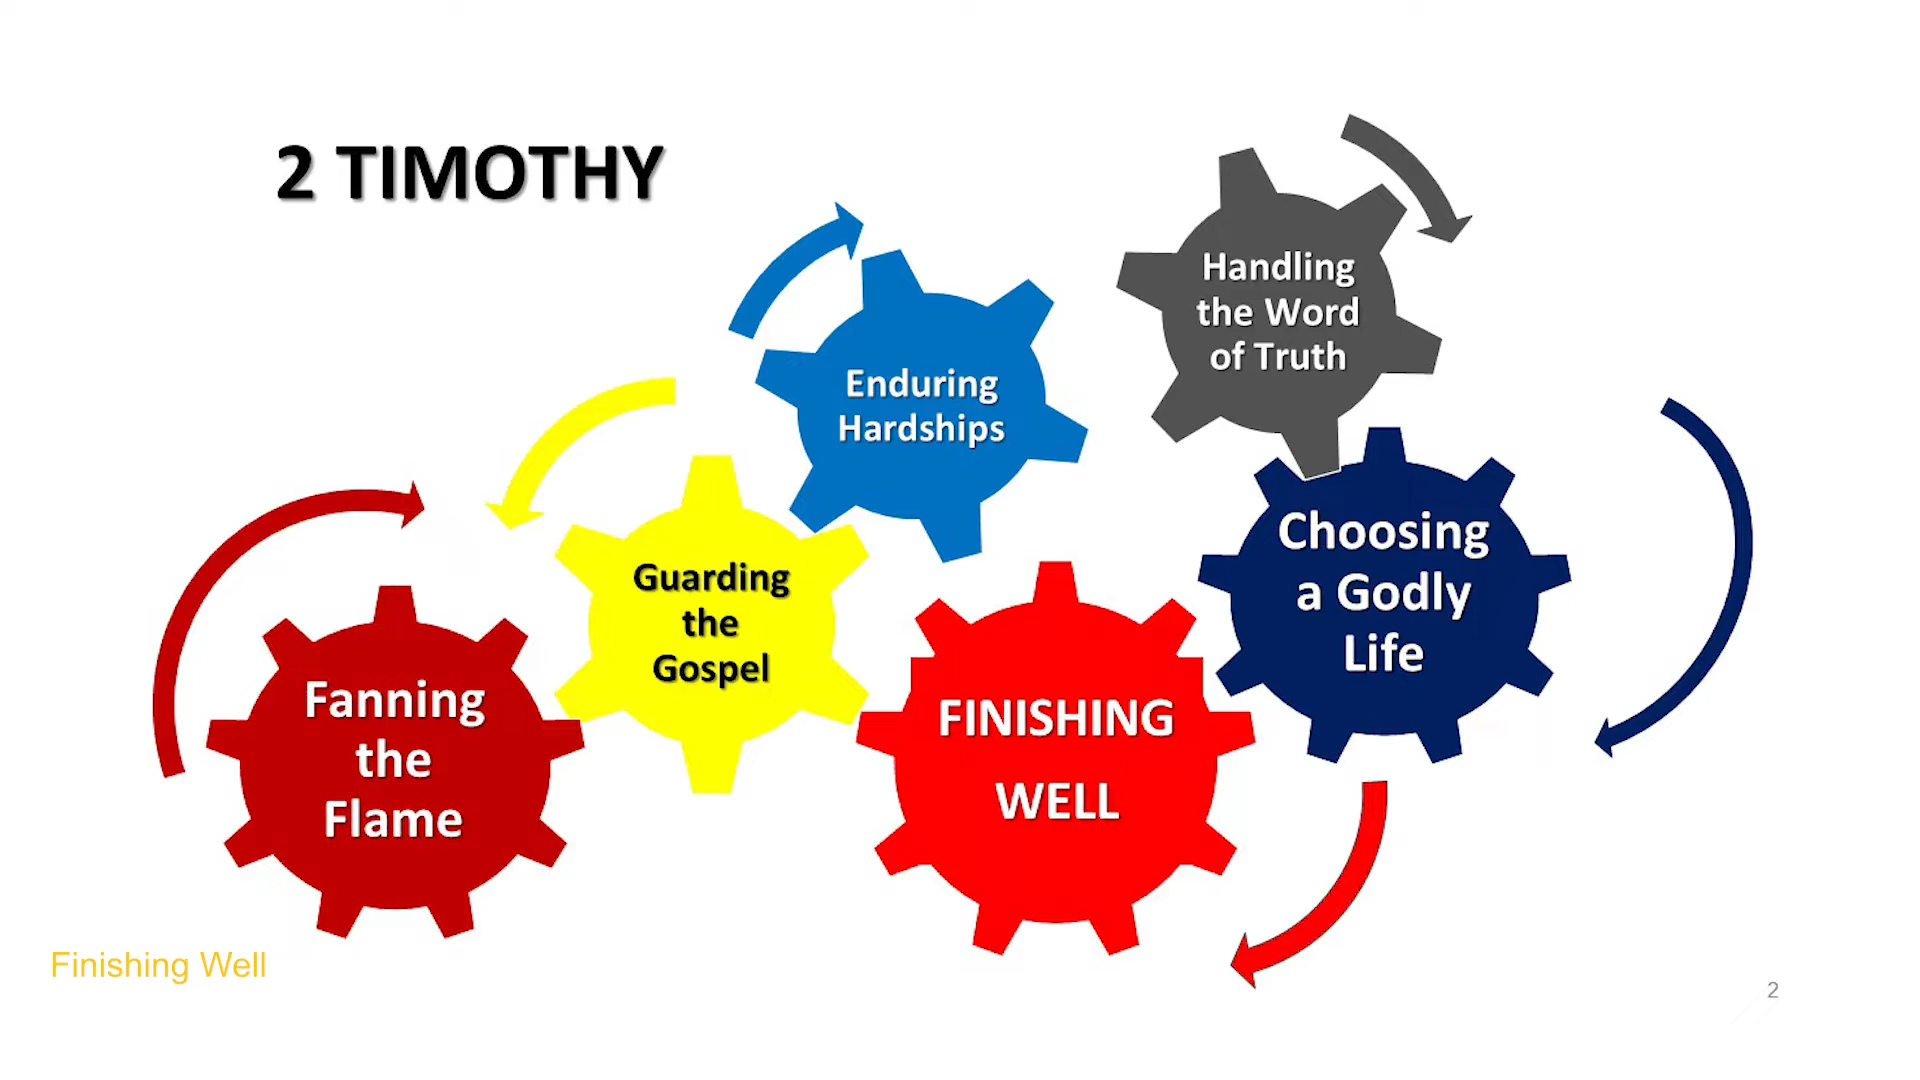 2 TIMOTHY
Fanning
the
Flame
Guarding
the
Gospel
Enduring
Hardships
Handling
the Word
of Truth
Choosing
a Godly
Life
FINISHING
WELL
Finishing Well
2